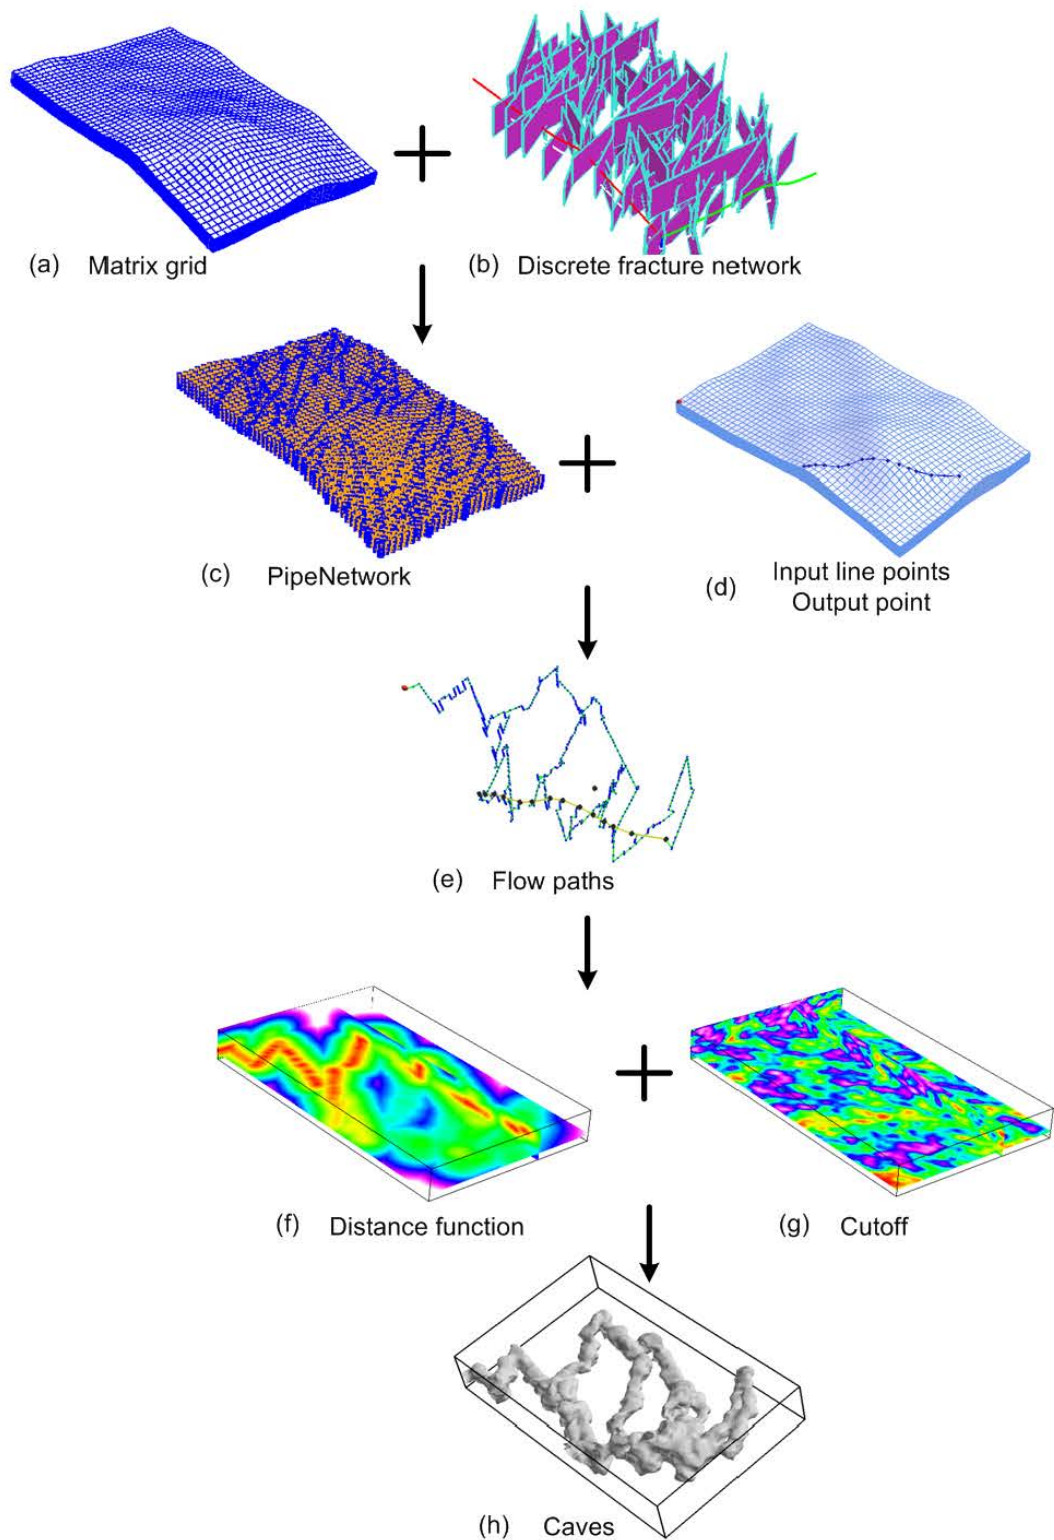 (a) Matrix grid
(b) Discrete fracture network
(c) PipeNetwork
(d) Input line points
Output point
(e) Flow paths
(f) Distance function
(g) Cutoff
(h) Caves